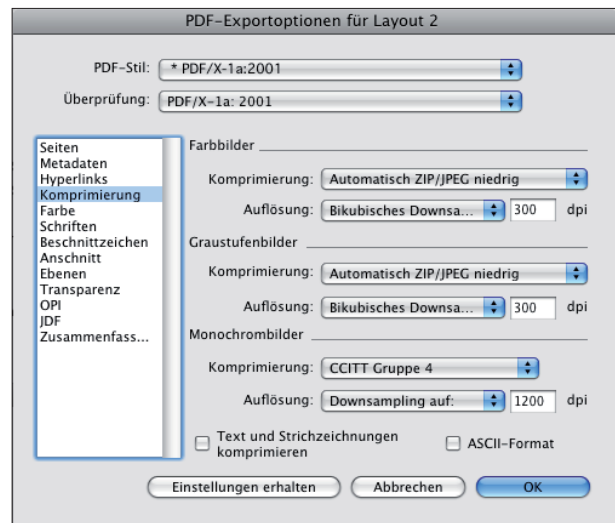 PDF-Exportoptionen für Layout 2
PDF-Stil: * PDF/X-1a:2001
Überprüfung: PDF/X-1a: 2001
Seiten
Metadaten
Hyperlinks
Komprimierung
Farbe
Schriften
Beschnittzeichen
Anschnitt
Ebenen
Transparenz
OPI
JDF
Zusammenfass...
Farbbilder
Komprimierung: Automatisch ZIP/JPEG niedrig
Auflösung: Bikubisches Downsa... 300 dpi
Graustufenbilder
Komprimierung: Automatisch ZIP/JPEG niedrig
Auflösung: Bikubisches Downsa... 300 dpi
Monochrombilder
Komprimierung: CCITT Gruppe 4
Auflösung: Downsampling auf: 1200 dpi
Text und Strichzeichnungen
komprimieren
ASCII-Format
Einstellungen erhalten Abbrechen OK